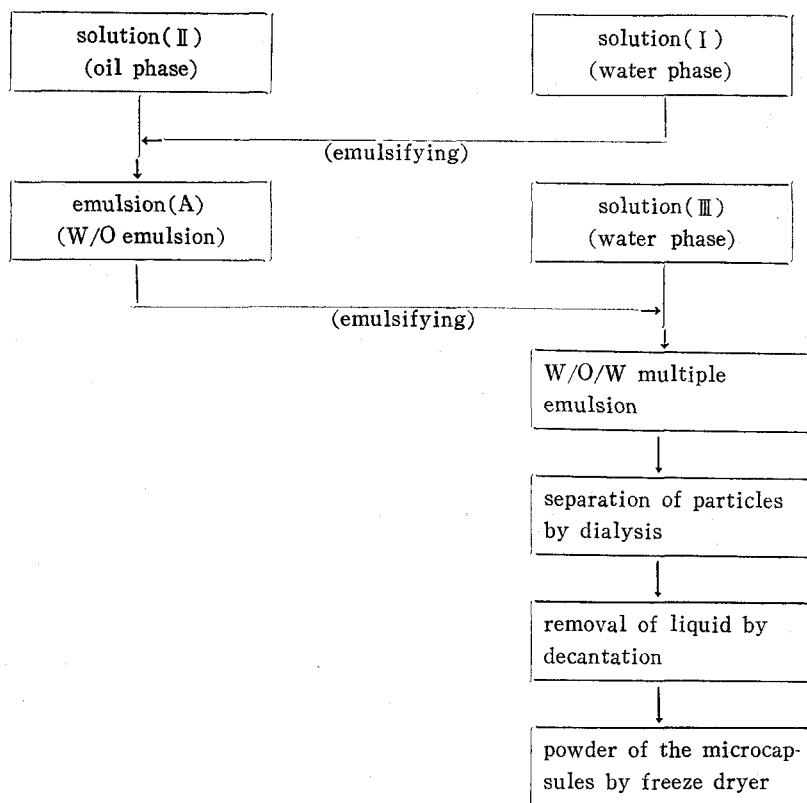 solution(Ⅱ)
(oil phase)
solution(Ⅰ)
(water phase)
(emulsifying)
emulsion(A)
(W/O emulsion)
solution(Ⅲ)
(water phase)
(emulsifying)
W/O/W multiple
emulsion
separation of particles
by dialysis
removal of liquid by
decantation
powder of the microcap-
sules by freeze dryer